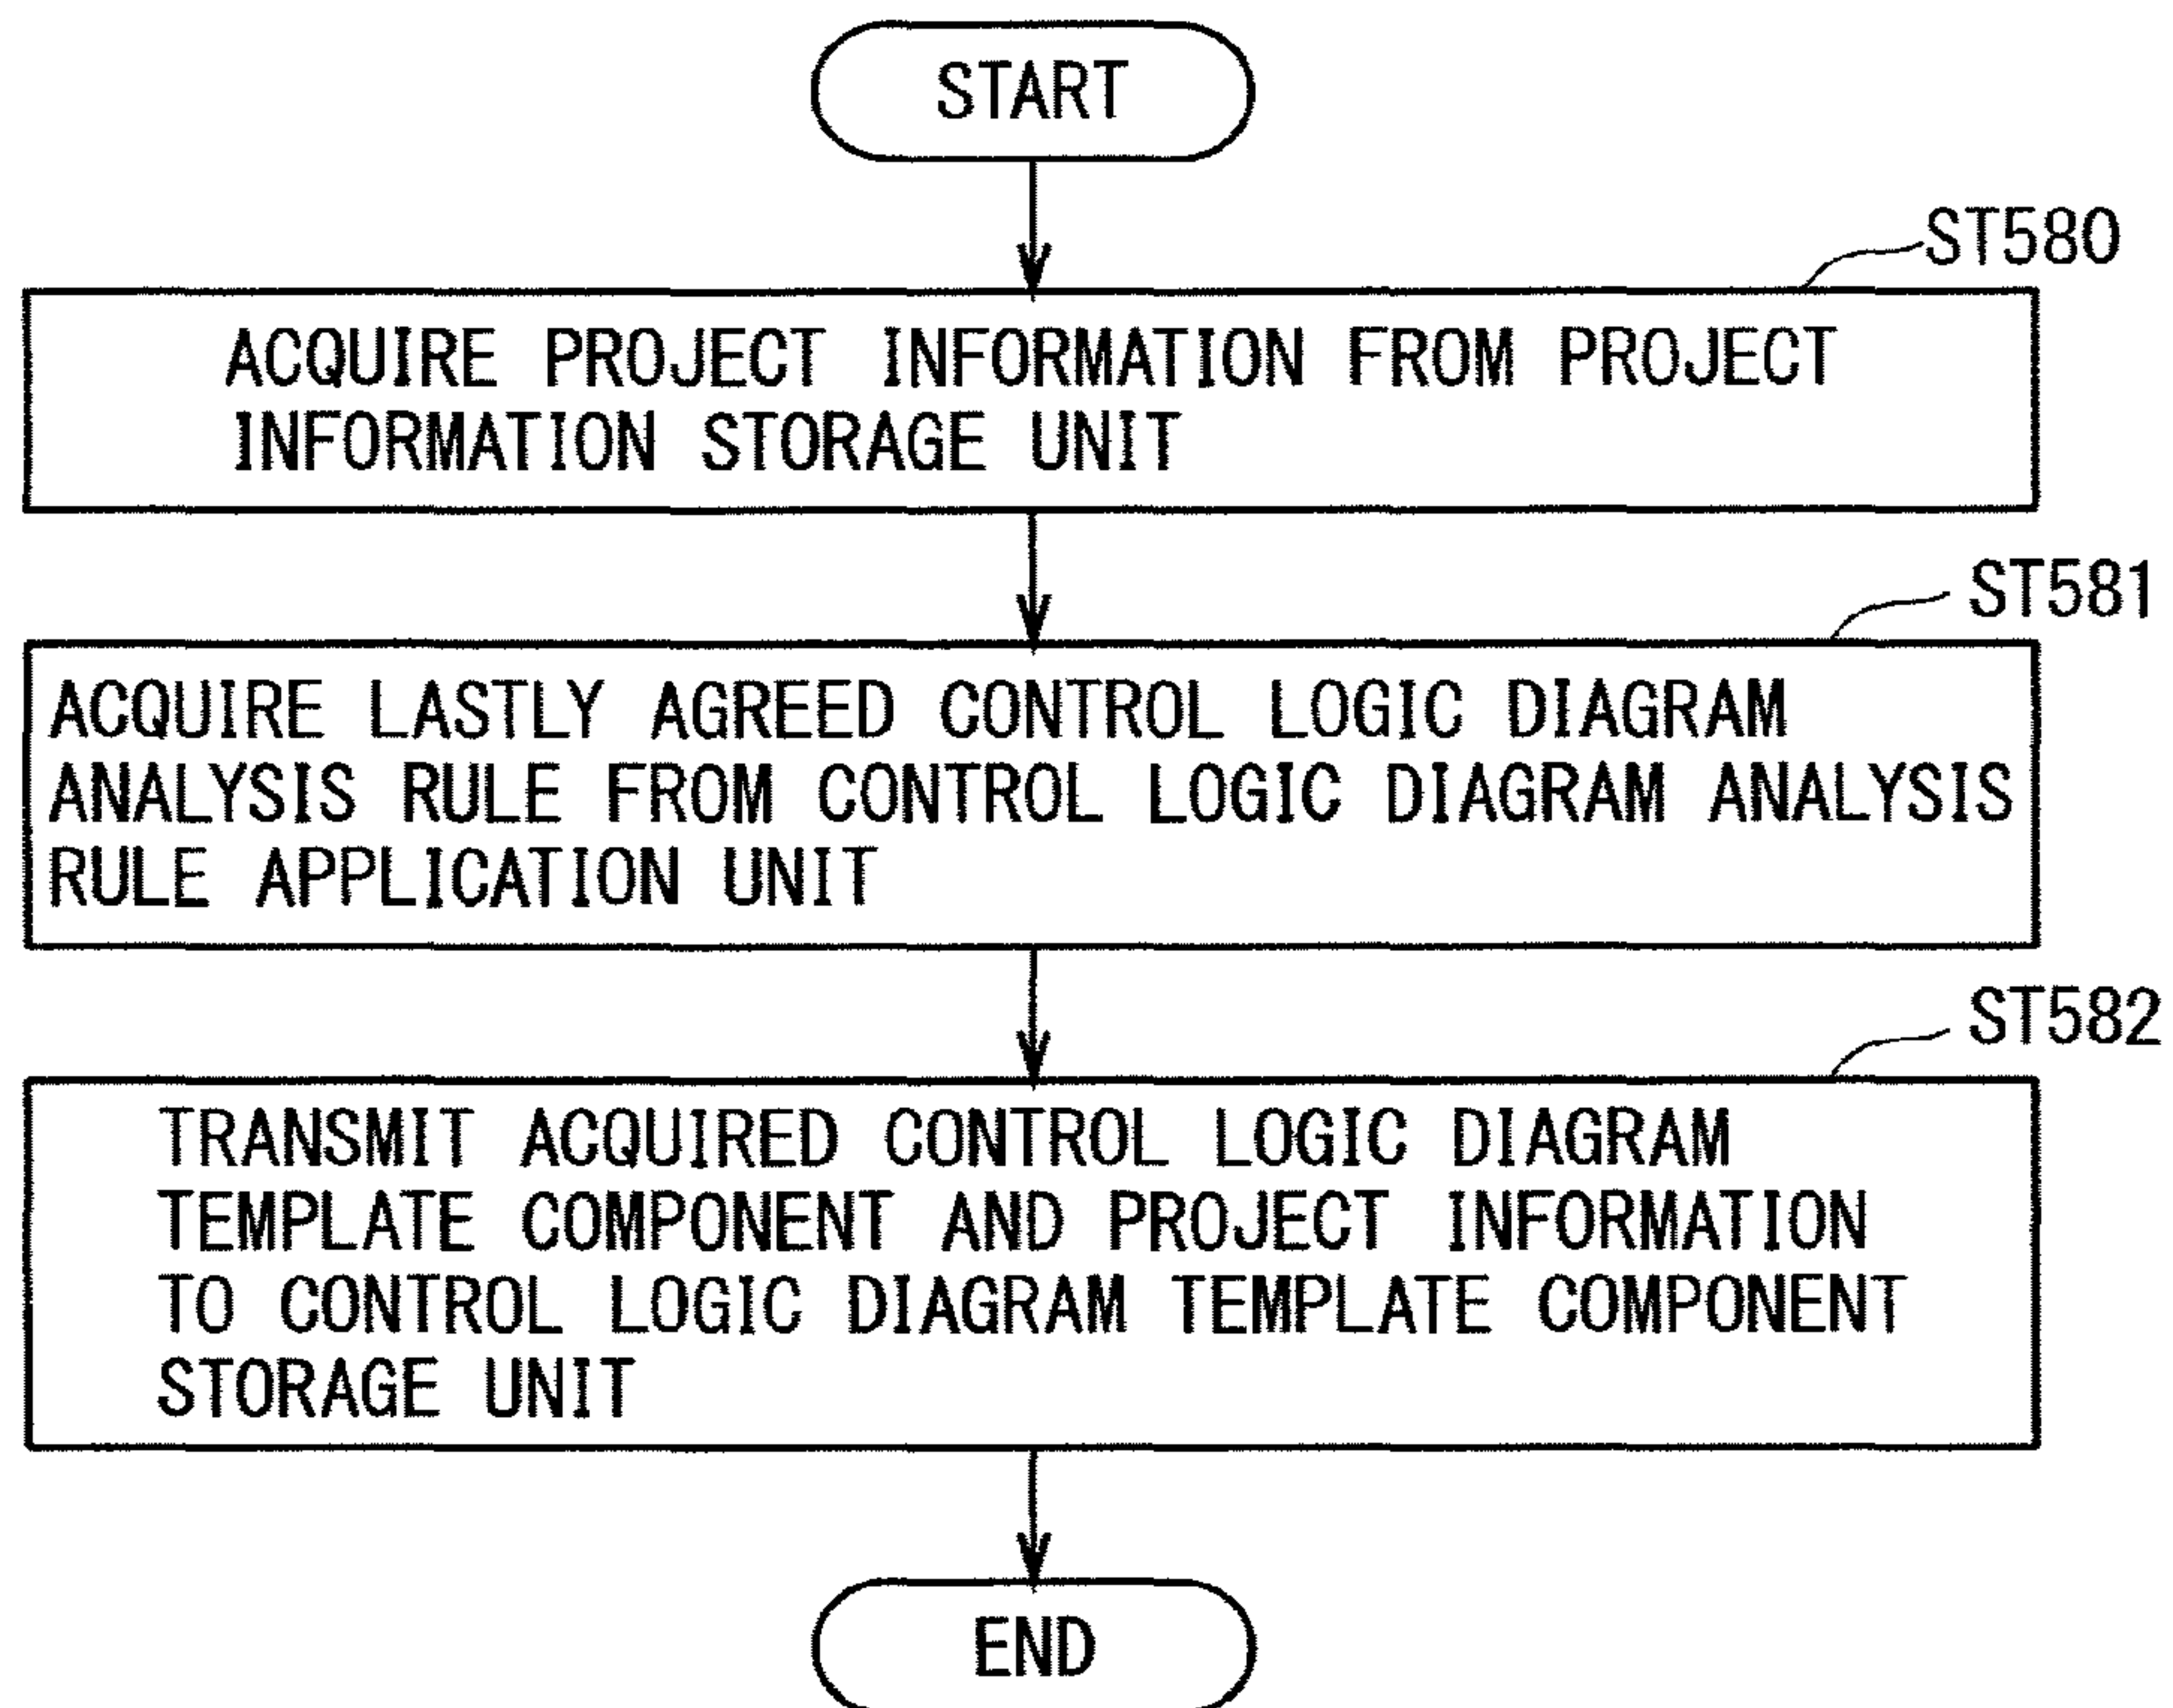 START
ST580
ACQUIRE PROJECT INFORMATION FROM PROJECT
INFORMATION STORAGE UNIT
ST581
ACQUIRE LASTLY AGREED CONTROL LOGIC DIAGRAM
ANALYSIS RULE FROM CONTROL LOGIC DIAGRAM ANALYSIS
RULE APPLICATION UNIT
ST582
TRANSMIT ACQUIRED CONTROL LOGIC DIAGRAM
TEMPLATE COMPONENT AND PROJECT INFORMATION
TO CONTROL LOGIC DIAGRAM TEMPLATE COMPONENT
STORAGE UNIT
END